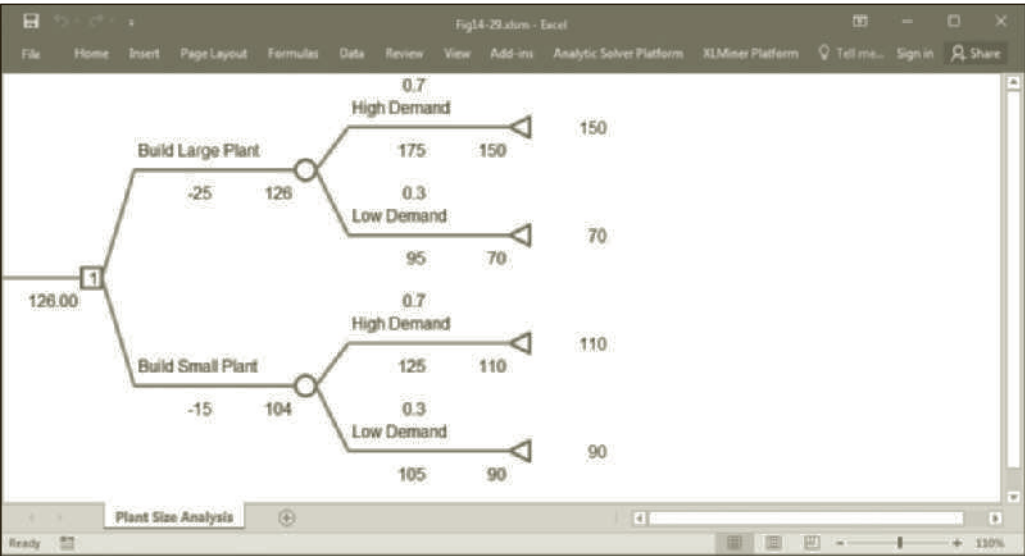 Fig14-29.xlsm - Excel
File Home Insert Page Layout Formulas Data Review View Add-ins Analytic Solver Platform XLMiner Platform Tell me... Sign in Share
0.7
High Demand
150
175 150
Build Large Plant
-25 126
0.3
Low Demand
70
95 70
1
126.00
0.7
High Demand
110
125 110
Build Small Plant
-15 104
0.3
Low Demand
90
105 90
Plant Size Analysis
Ready 110%